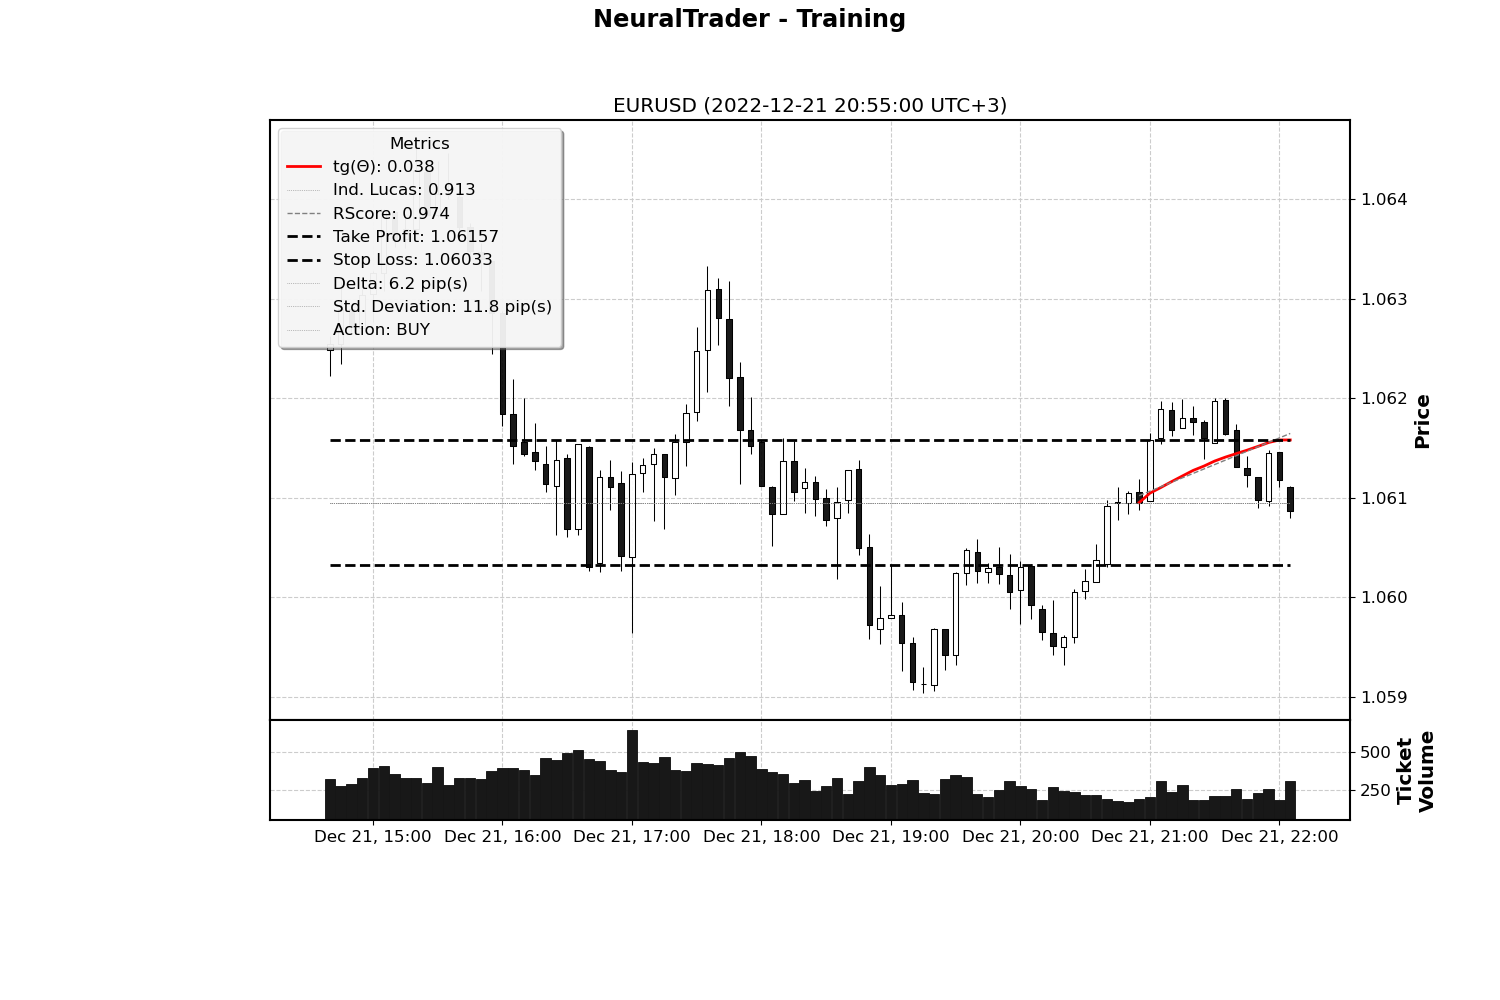 NeuralTrader - Training
EURUSD (2022-12-21 20:55:00 UTC+3)
Metrics
tg(Θ): 0.038
Ind. Lucas: 0.913
RScore: 0.974
Take Profit: 1.06157
Stop Loss: 1.06033
Delta: 6.2 pip(s)
Std. Deviation: 11.8 pip(s)
Action: BUY
1.064
1.063
1.062
1.061
1.060
1.059
Price
500
250
Ticket
Volume
Dec 21, 15:00
Dec 21, 16:00
Dec 21, 17:00
Dec 21, 18:00
Dec 21, 19:00
Dec 21, 20:00
Dec 21, 21:00
Dec 21, 22:00